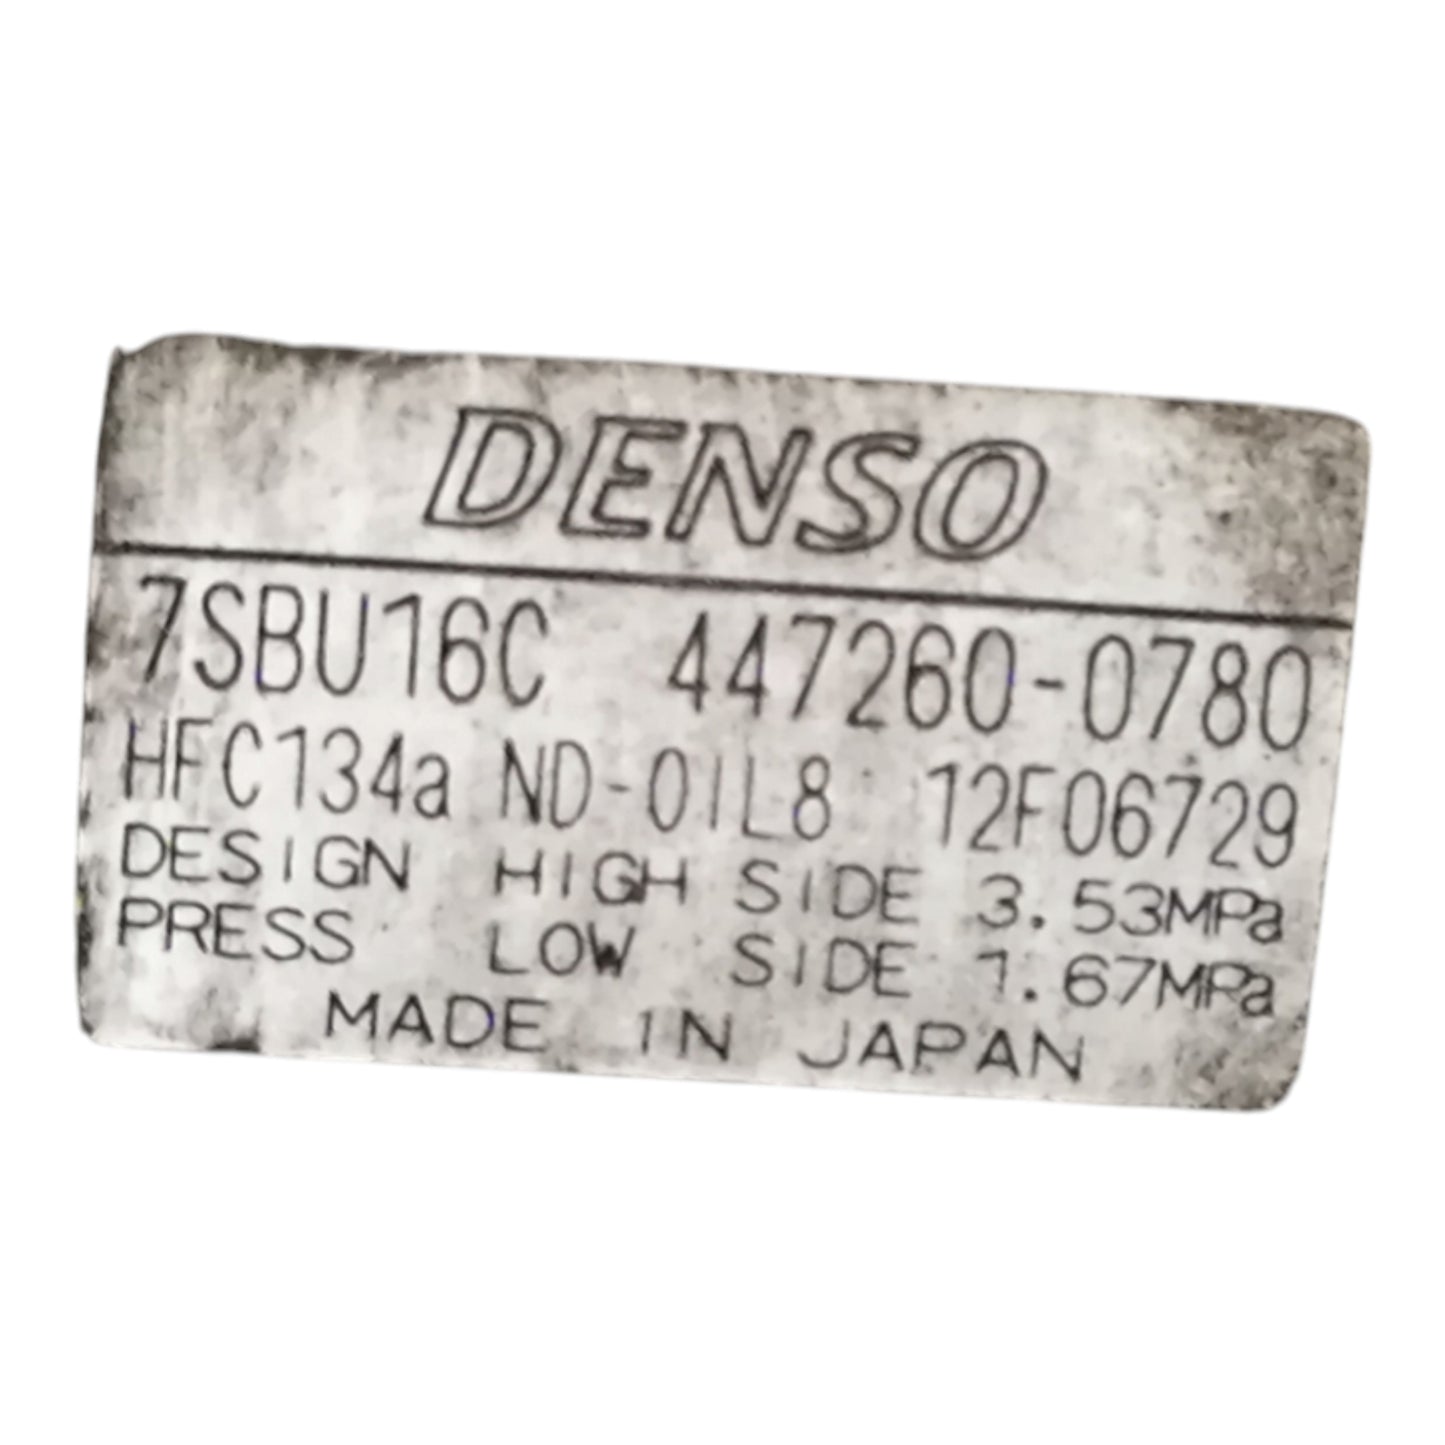 DENSO
7SBU16C 447260-0780
HFC134a ND-OIL8 12F06729
DESIGN HIGH SIDE 3.53MPa
PRESS LOW SIDE 1.67MPa
MADE IN JAPAN